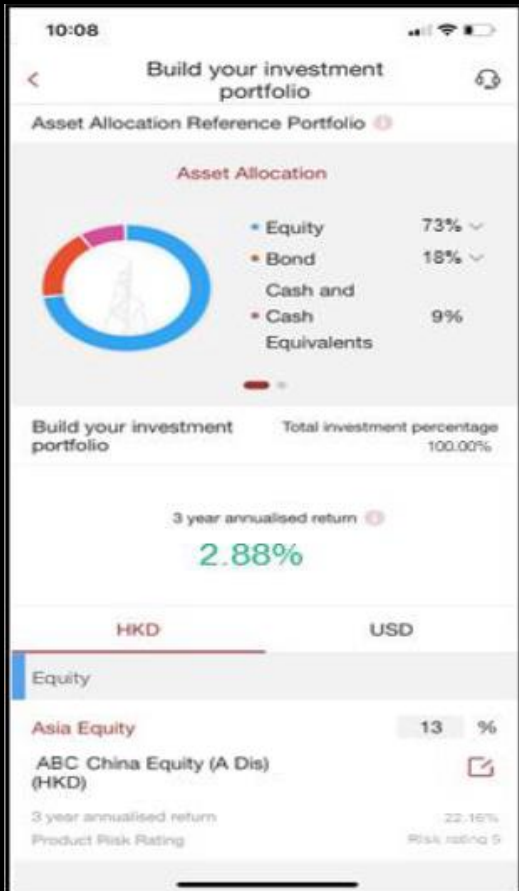 10:08
Build your investment
portfolio
Asset Allocation Reference Portfolio
Asset Allocation
Equity 73%
Bond 18%
Cash and
Cash 9%
Equivalents
Build your investment Total investment percentage
portfolio 100.00%
3 year annualised return
2.88%
HKD USD
Equity
Asia Equity 13 %
ABC China Equity (A Dis)
(HKD)
3 year annualised return 22.16%
Product Risk Rating Risk rating 5